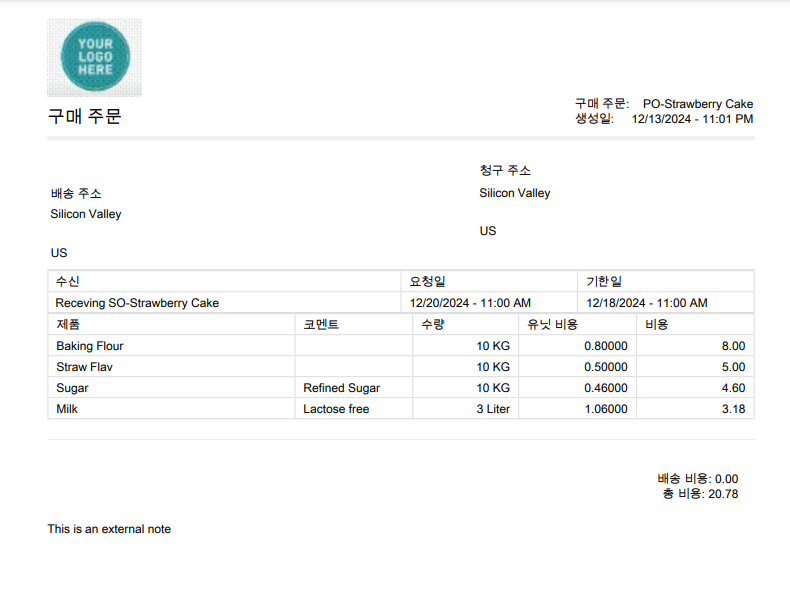 YOUR
LOGO
HERE
구매 주문
구매 주문: PO-Strawberry Cake
생성일: 12/13/2024 - 11:01 PM
배송 주소
Silicon Valley
US
청구 주소
Silicon Valley
US
수신 요청일 기한일
Receving SO-Strawberry Cake 12/20/2024 - 11:00 AM 12/18/2024 - 11:00 AM
제품 코멘트 수량 유닛 비용 비용
Baking Flour 10 KG 0.80000 8.00
Straw Flav 10 KG 0.50000 5.00
Sugar Refined Sugar 10 KG 0.46000 4.60
Milk Lactose free 3 Liter 1.06000 3.18
배송 비용: 0.00
총 비용: 20.78
This is an external note